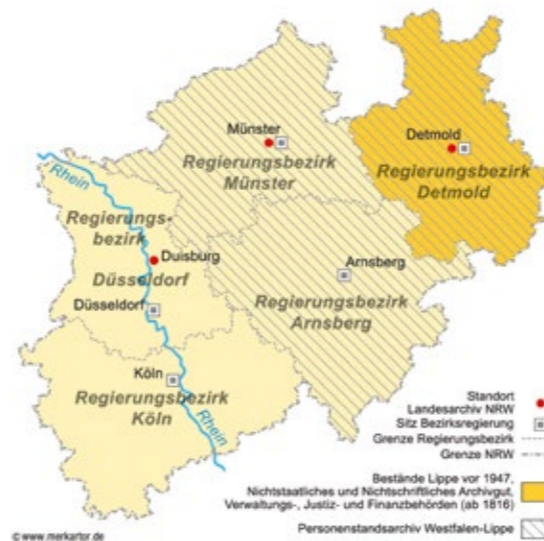 Münster
Regierungsbezirk
Münster
Detmold
Regierungsbezirk
Detmold
Rhein
Regierungs-
bezirk
Düsseldorf
Duisburg
Düsseldorf
Arnsberg
Regierungsbezirk
Arnsberg
Köln
Regierungsbezirk
Köln
Rhein
Standort
Landesarchiv NRW
Sitz Bezirksregierung
Grenze Regierungsbezirk
Grenze NRW
Bestände Lippe vor 1947,
Nichtstaatliches und Nichtschriftliches Archivgut,
Verwaltungs-, Justiz- und Finanzbehörden (ab 1816)
Personenstandsarchiv Westfalen-Lippe
© www.merkartor.de